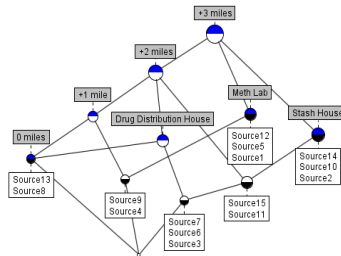 +3 miles
+2 miles
+1 mile
Meth Lab
Stash House
Drug Distribution House
0 miles
Source12
Source5
Source1
Source14
Source10
Source2
Source13
Source8
Source9
Source4
Source15
Source11
Source7
Source6
Source3